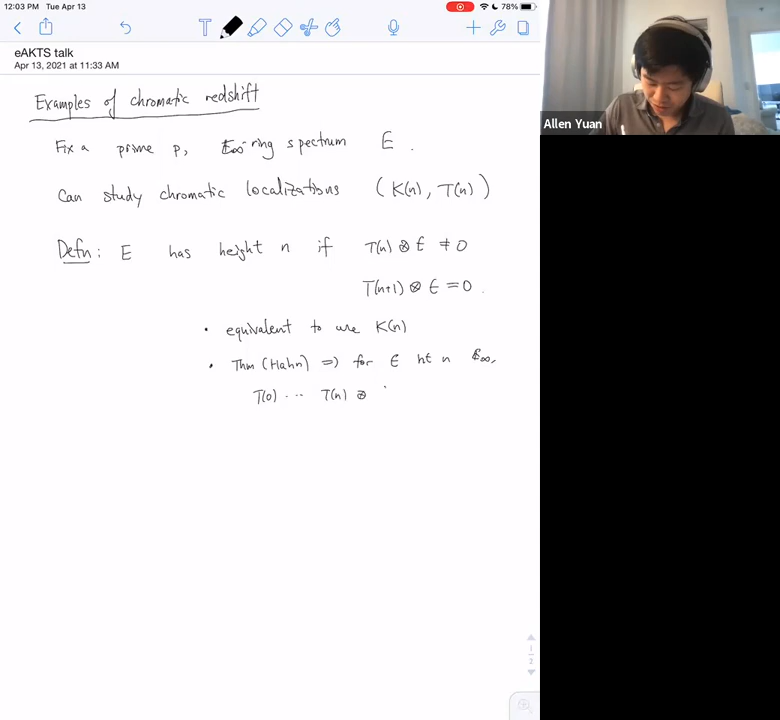 12:03 PM Tue Apr 13
78%
eAKTS talk
Apr 13, 2021 at 11:33 AM
Examples of chromatic redshift
Fix a prime p, E∞-ring spectrum E.
Can study chromatic localizations (K(n), T(n))
Defn: E has height n if T(n) ⊗ E ≠ 0
T(n+1) ⊗ E = 0.
• equivalent to use K(n)
• Thm (Hahn) => for E ht n E∞,
T(0) ... T(n) ⊗
Allen Yuan
1
2